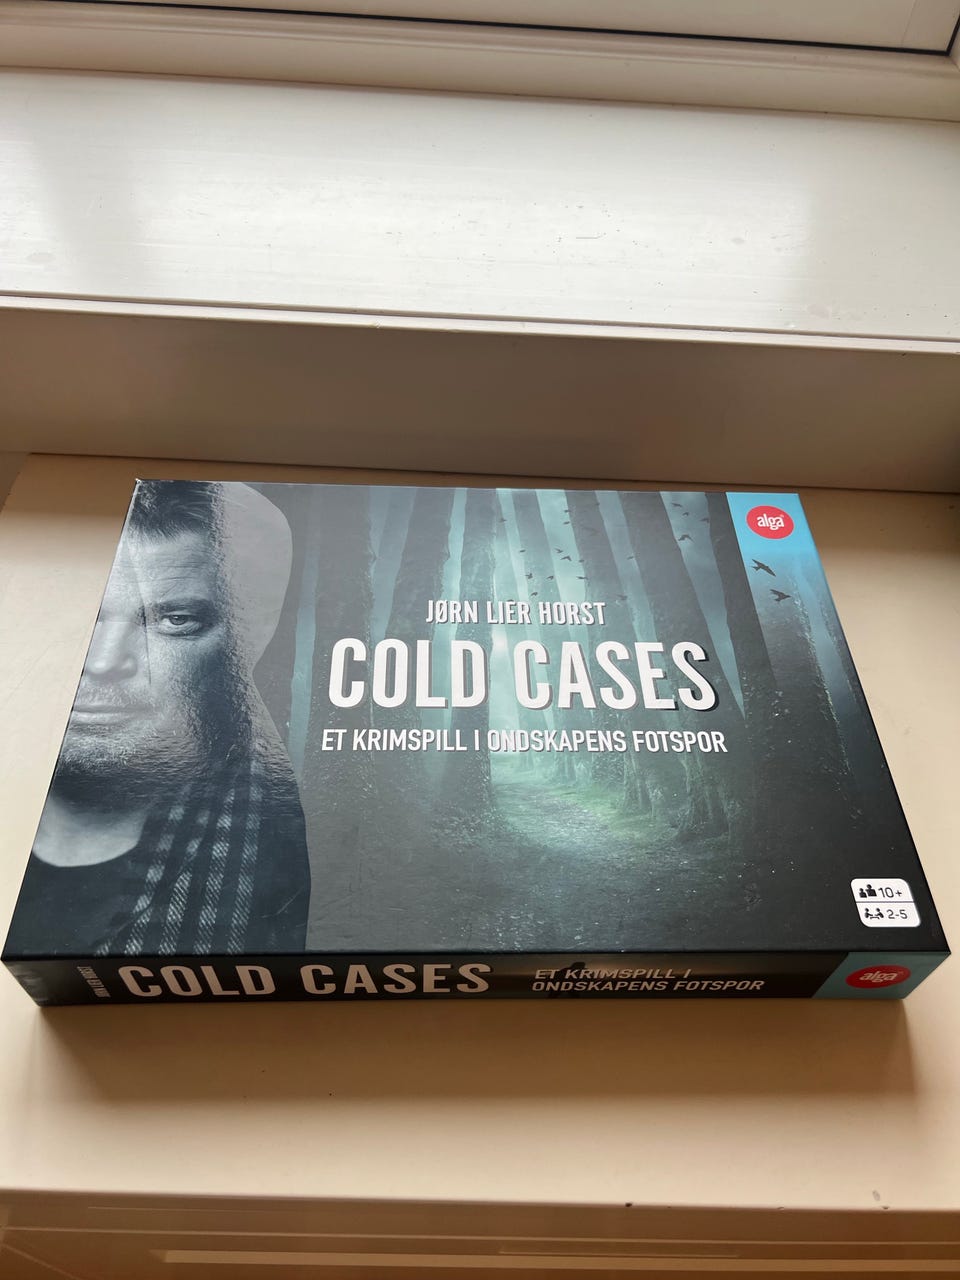 alga
JØRN LIER HORST
COLD CASES
ET KRIMSPILL I ONDSKAPENS FOTSPOR
10+
2-5
JØRN LIER HORST
COLD CASES
ET KRIMSPILL I
ONDSKAPENS FOTSPOR
alga